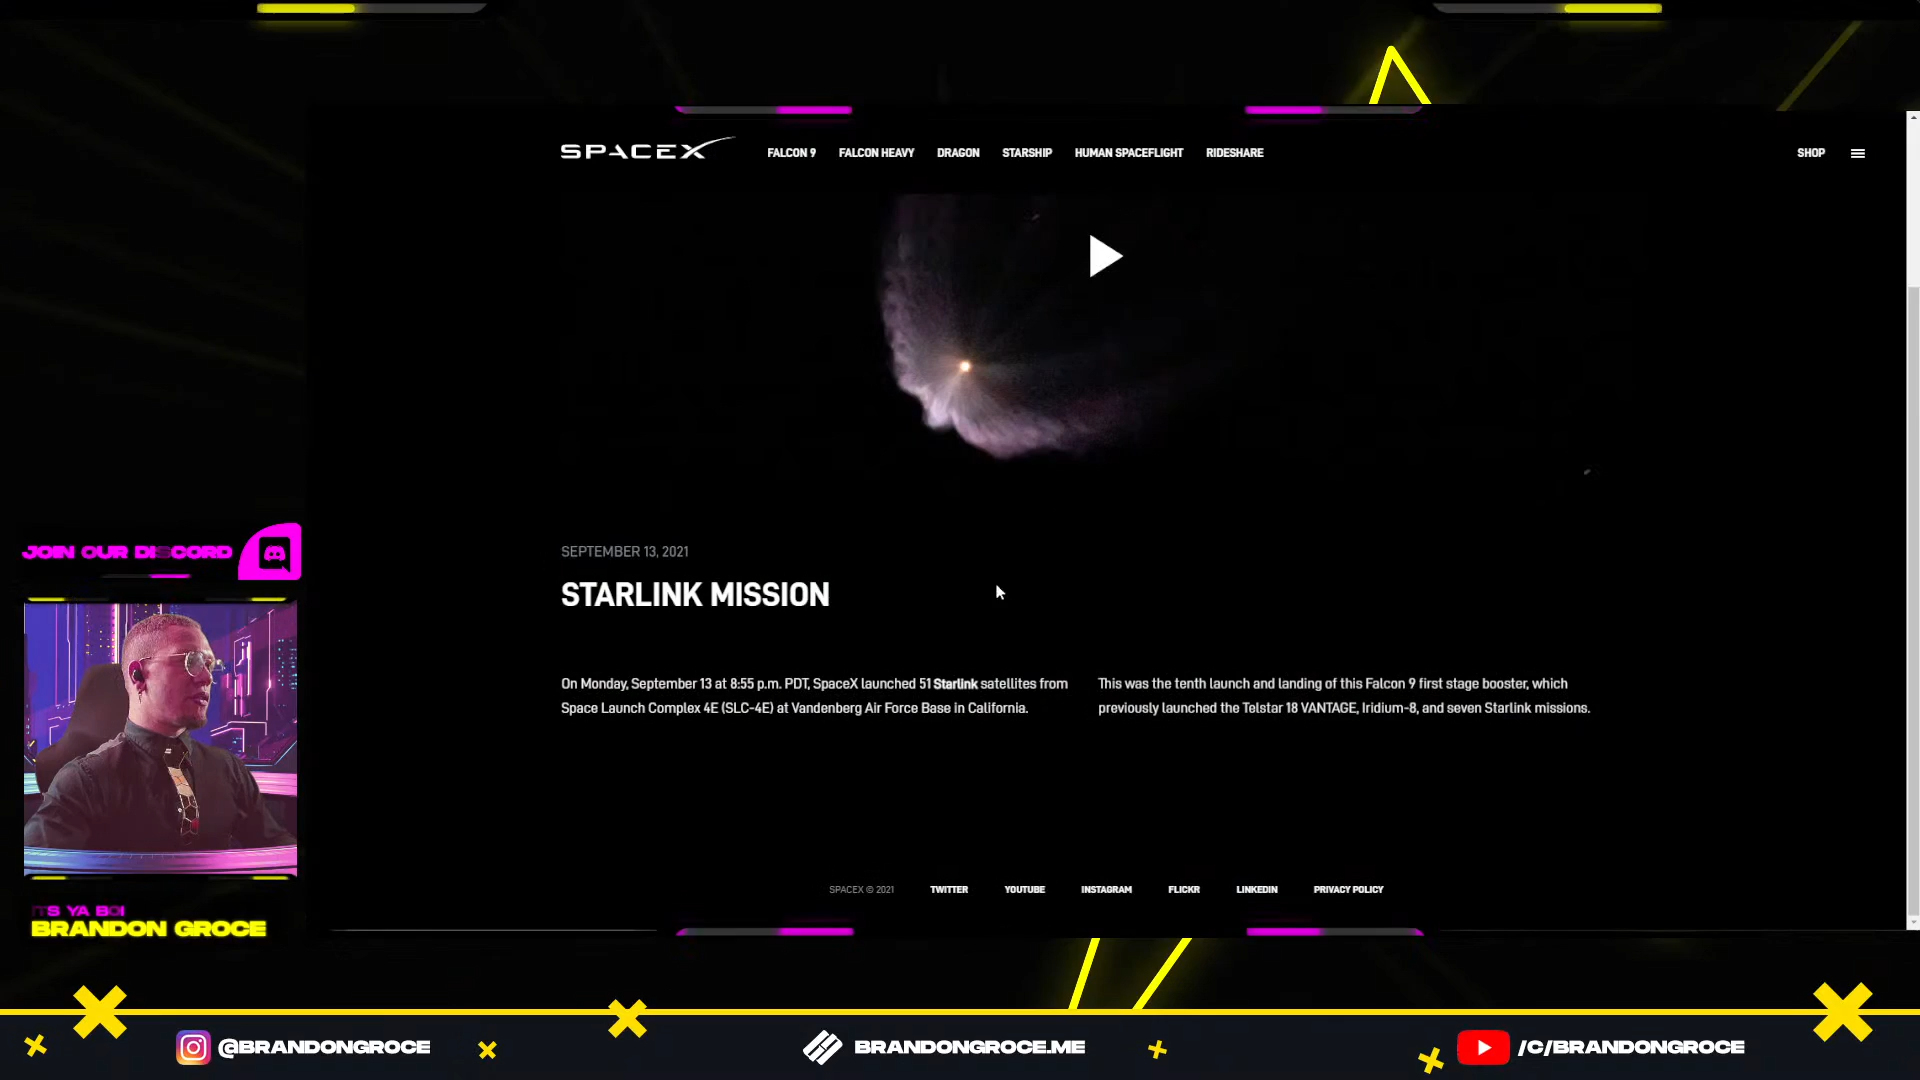 SPACEX
FALCON 9
FALCON HEAVY
DRAGON
STARSHIP
HUMAN SPACEFLIGHT
RIDESHARE
SHOP
SEPTEMBER 13, 2021
STARLINK MISSION
On Monday, September 13 at 8:55 p.m. PDT, SpaceX launched 51 Starlink satellites from
Space Launch Complex 4E (SLC-4E) at Vandenberg Air Force Base in California.
This was the tenth launch and landing of this Falcon 9 first stage booster, which
previously launched the Telstar 18 VANTAGE, Iridium-8, and seven Starlink missions.
SPACEX © 2021
TWITTER
YOUTUBE
INSTAGRAM
FLICKR
LINKEDIN
PRIVACY POLICY
JOIN OUR DISCORD
ITS YA BOI
BRANDON GROCE
@BRANDONGROCE
BRANDONGROCE.ME
/C/BRANDONGROCE